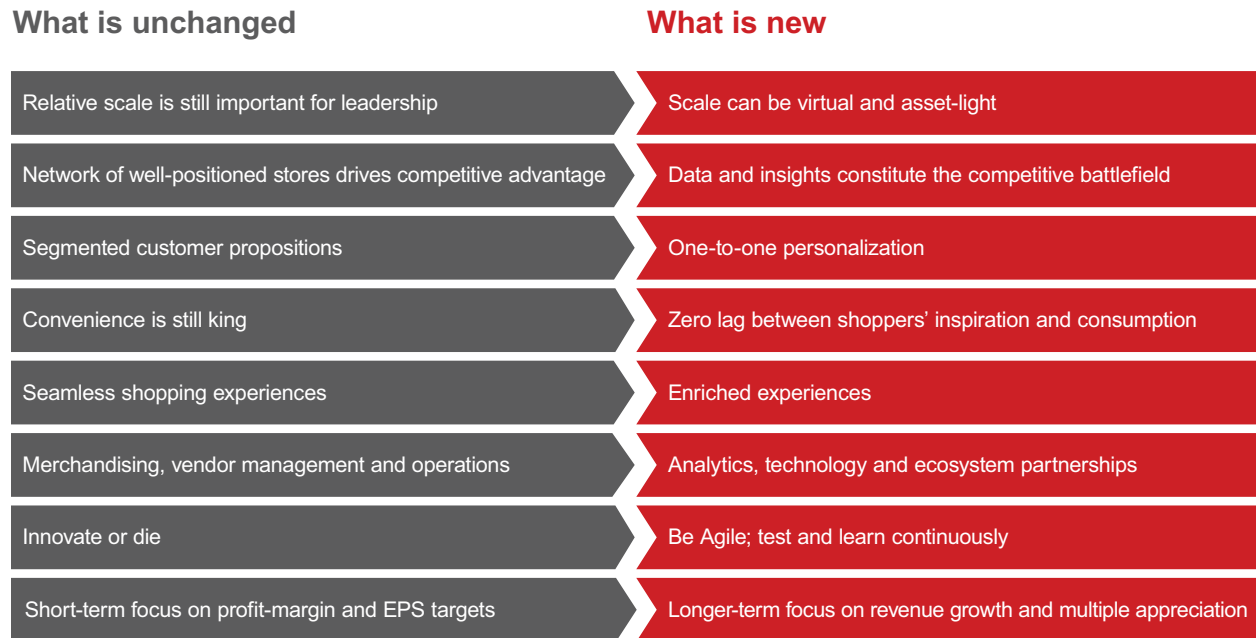 What is unchanged
What is new
Relative scale is still important for leadership
Scale can be virtual and asset-light
Network of well-positioned stores drives competitive advantage
Data and insights constitute the competitive battlefield
Segmented customer propositions
One-to-one personalization
Convenience is still king
Zero lag between shoppers’ inspiration and consumption
Seamless shopping experiences
Enriched experiences
Merchandising, vendor management and operations
Analytics, technology and ecosystem partnerships
Innovate or die
Be Agile; test and learn continuously
Short-term focus on profit-margin and EPS targets
Longer-term focus on revenue growth and multiple appreciation